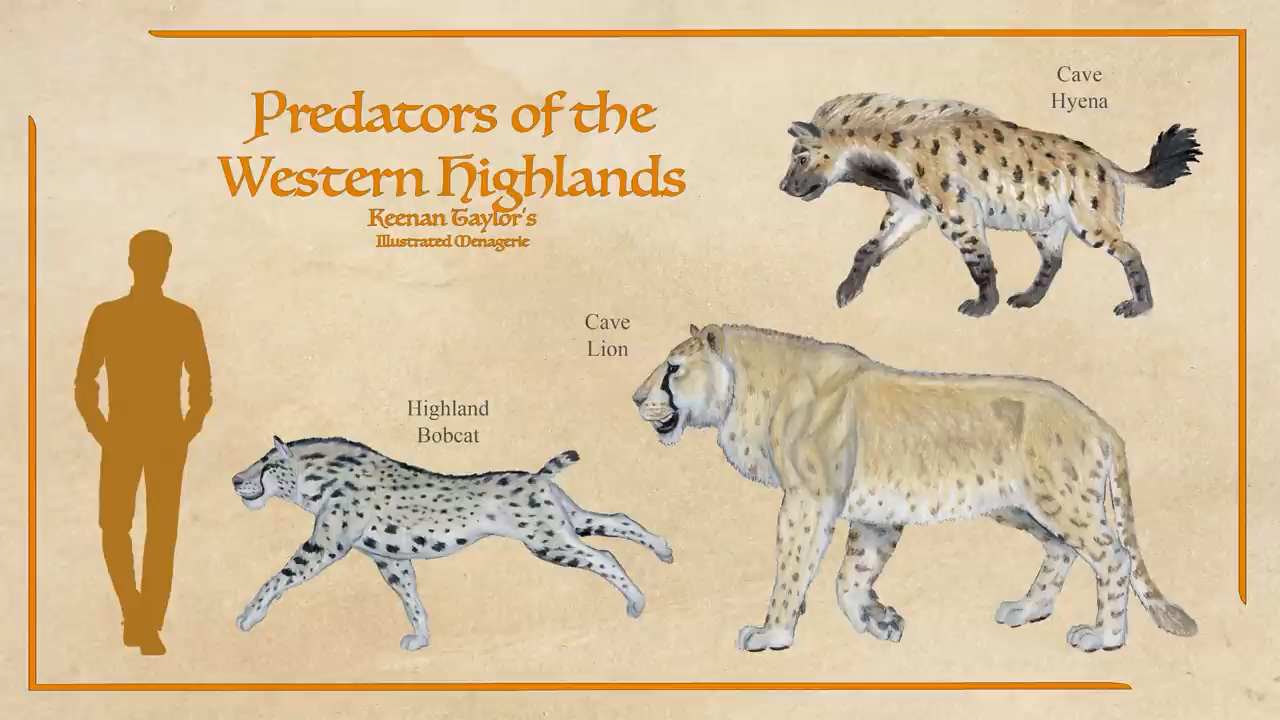 Predators of the
Western Highlands
Keenan Taylor's
Illustrated Menagerie
Cave
Hyena
Cave
Lion
Highland
Bobcat